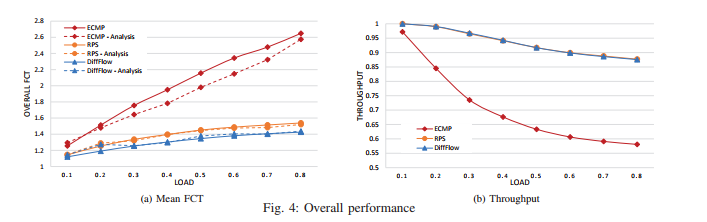 2.8
2.6
2.4
2.2
2
1.8
1.6
1.4
1.2
1
OVERALL FCT
ECMP
ECMP - Analysis
RPS
RPS - Analysis
DiffFlow
DiffFlow - Analysis
0.1 0.2 0.3 0.4 0.5 0.6 0.7 0.8
LOAD
(a) Mean FCT
1
0.95
0.9
0.85
0.8
0.75
0.7
0.65
0.6
0.55
0.5
THROUGHPUT
ECMP
RPS
DiffFlow
0.1 0.2 0.3 0.4 0.5 0.6 0.7 0.8
LOAD
(b) Throughput
Fig. 4: Overall performance